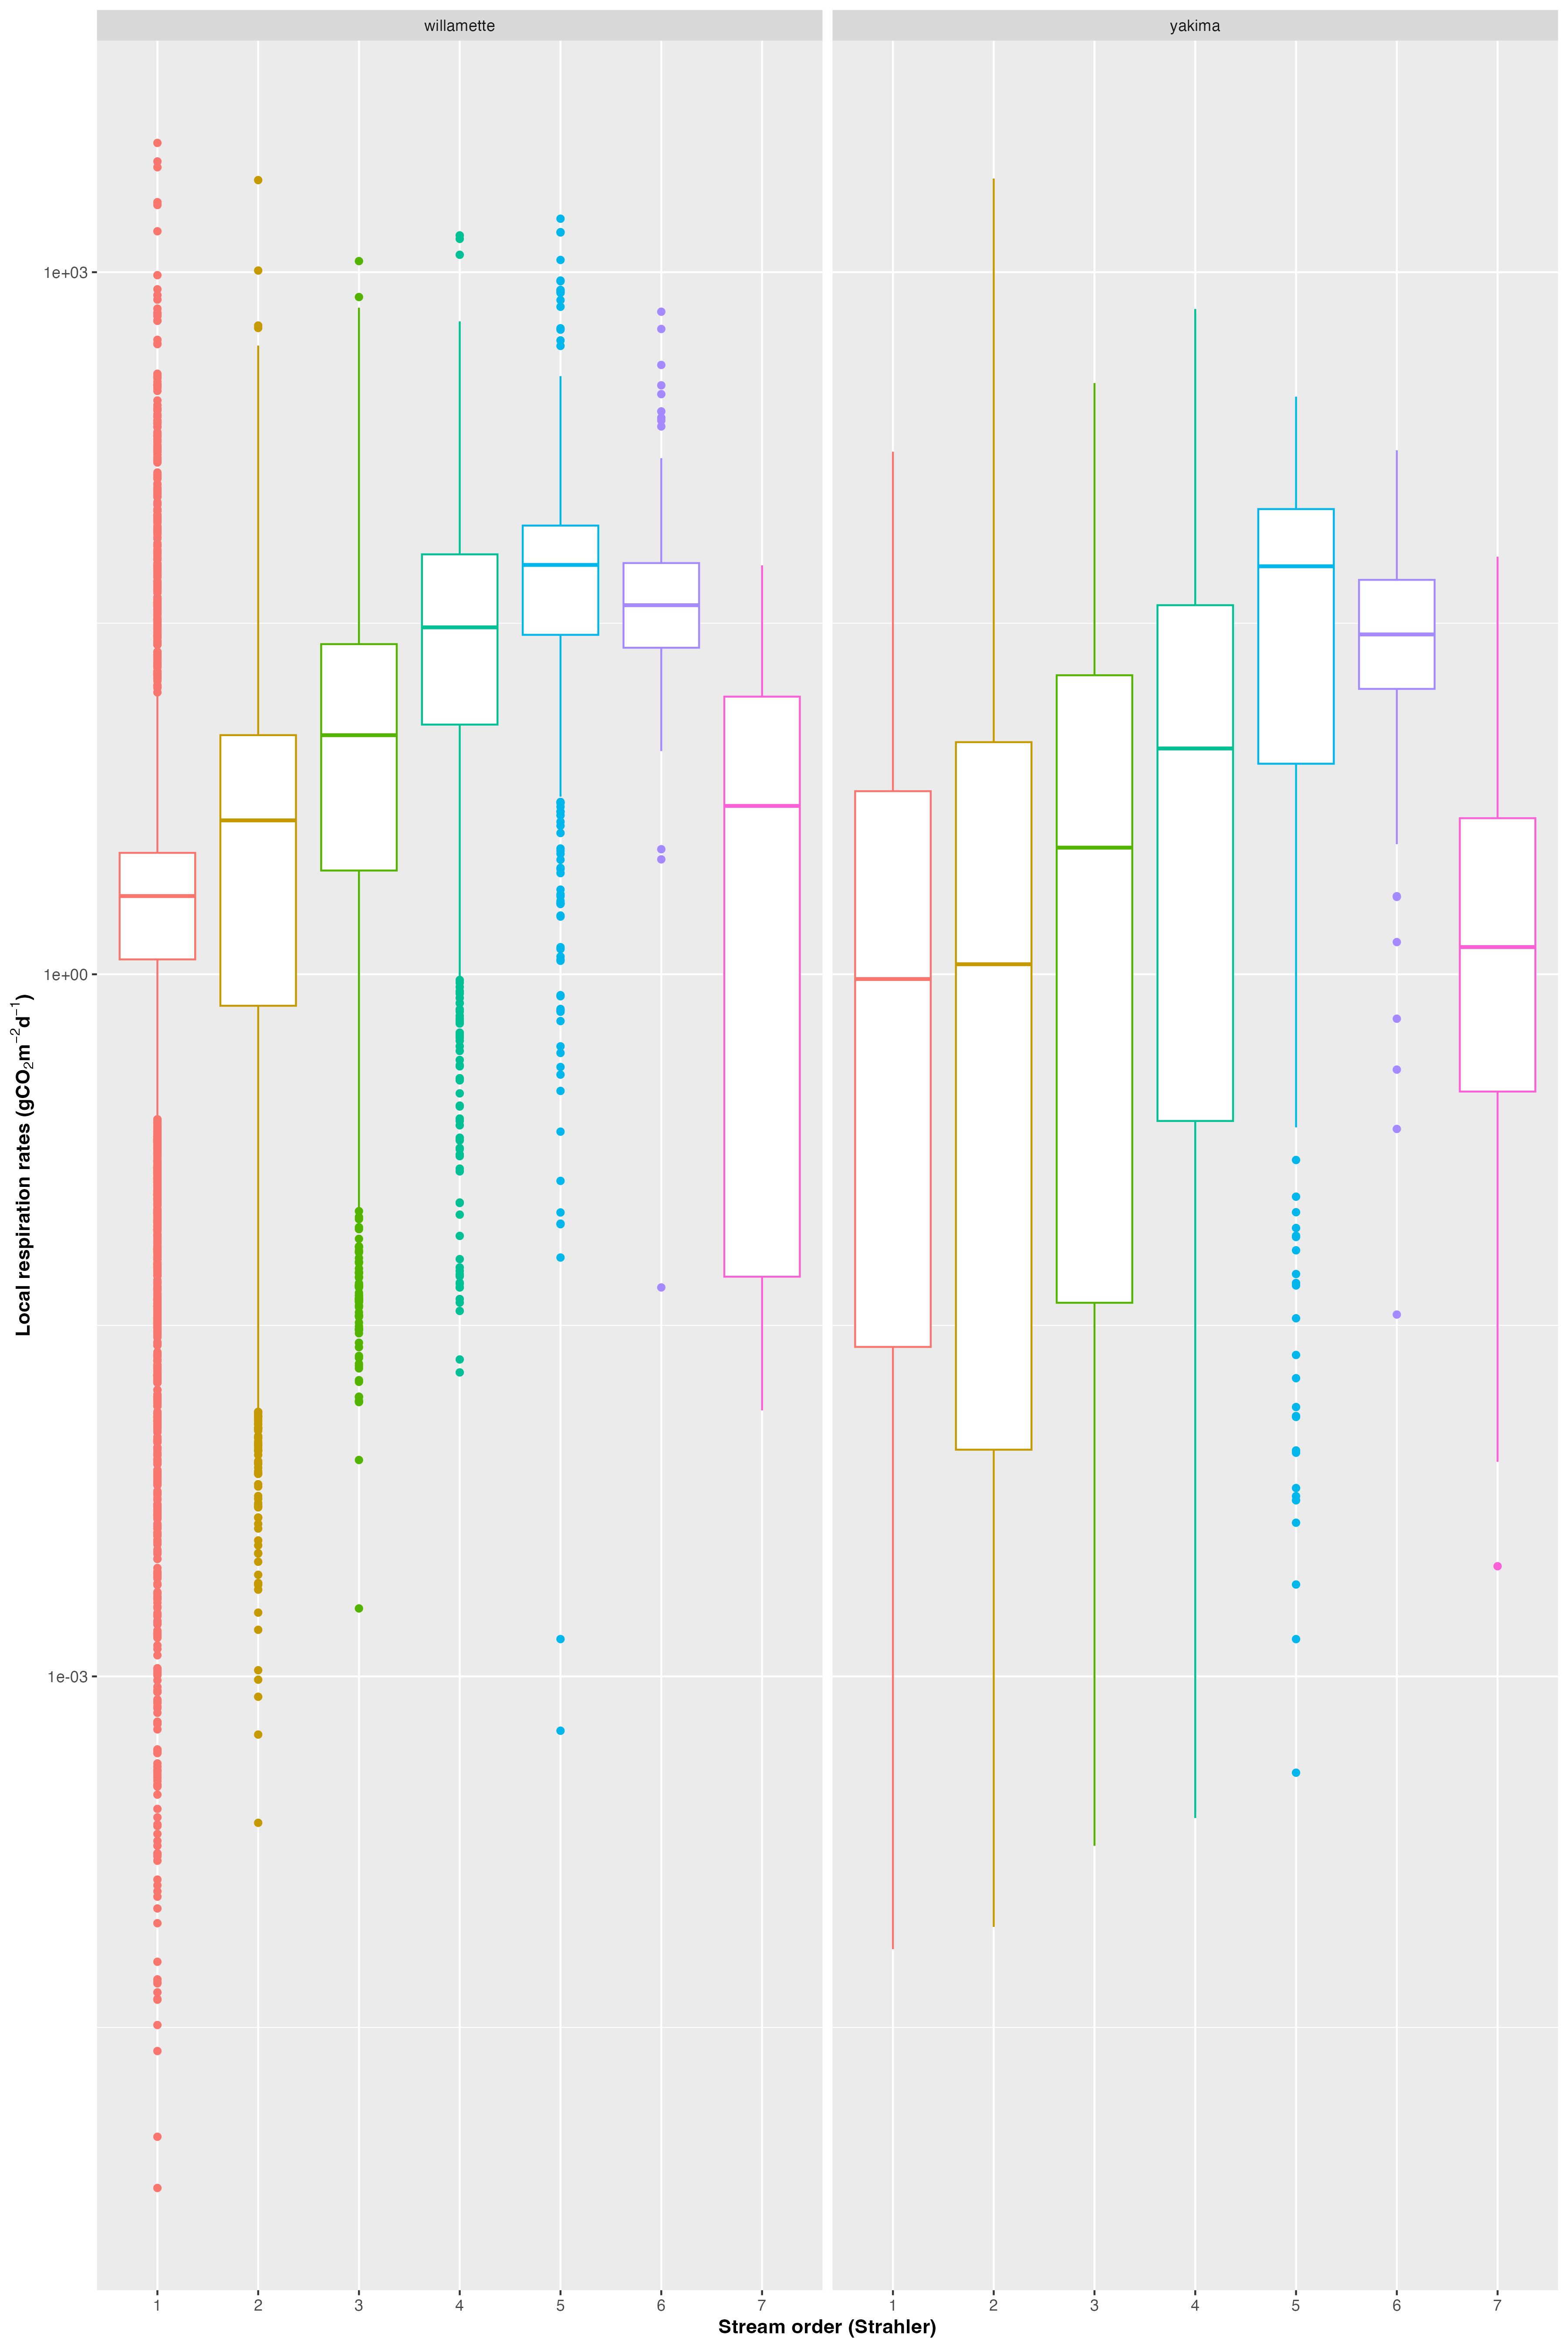 willamette yakima
1e+03
1e+00
1e-03
Local respiration rates (gCO₂m⁻²d⁻¹)
1 2 3 4 5 6 7 1 2 3 4 5 6 7
Stream order (Strahler)